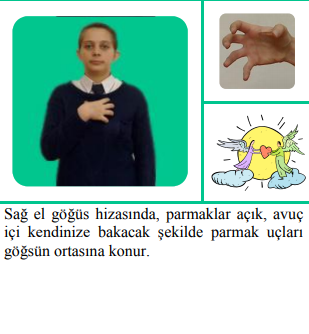 Sağ el göğüs hizasında, parmaklar açık, avuç
içi kendinize bakacak şekilde parmak uçları
göğsün ortasına konur.